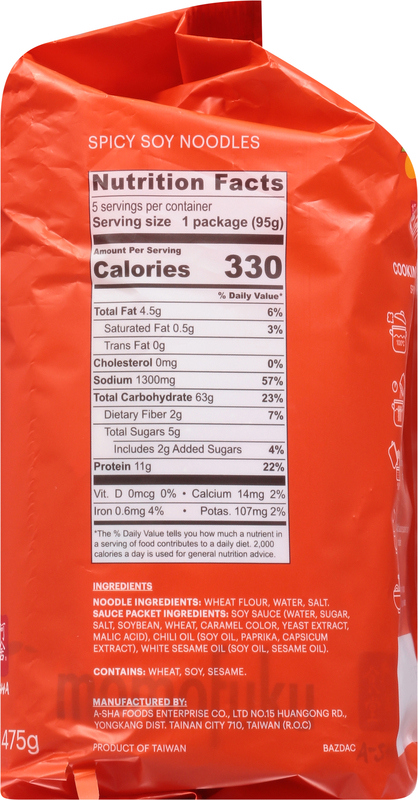 SPICY SOY NOODLES
Nutrition Facts
5 servings per container
Serving size 1 package (95g)
Amount Per Serving
Calories 330
% Daily Value*
Total Fat 4.5g 6%
Saturated Fat 0.5g 3%
Trans Fat 0g
Cholesterol 0mg 0%
Sodium 1300mg 57%
Total Carbohydrate 63g 23%
Dietary Fiber 2g 7%
Total Sugars 5g
Includes 2g Added Sugars 4%
Protein 11g 22%
Vit. D 0mcg 0% • Calcium 14mg 2%
Iron 0.6mg 4% • Potas. 107mg 2%
*The % Daily Value tells you how much a nutrient in
a serving of food contributes to a daily diet. 2,000
calories a day is used for general nutrition advice.
INGREDIENTS
NOODLE INGREDIENTS: WHEAT FLOUR, WATER, SALT.
SAUCE PACKET INGREDIENTS: SOY SAUCE (WATER, SUGAR,
SALT, SOYBEAN, WHEAT, CARAMEL COLOR, YEAST EXTRACT,
MALIC ACID), CHILI OIL (SOY OIL, PAPRIKA, CAPSICUM
EXTRACT), WHITE SESAME OIL (SOY OIL, SESAME OIL).
CONTAINS: WHEAT, SOY, SESAME.
MANUFACTURED BY:
A-SHA FOODS ENTERPRISE CO., LTD NO.15 HUANGONG RD.,
YONGKANG DIST. TAINAN CITY 710, TAIWAN (R.O.C)
PRODUCT OF TAIWAN BAZDAC
475g
COOKIN